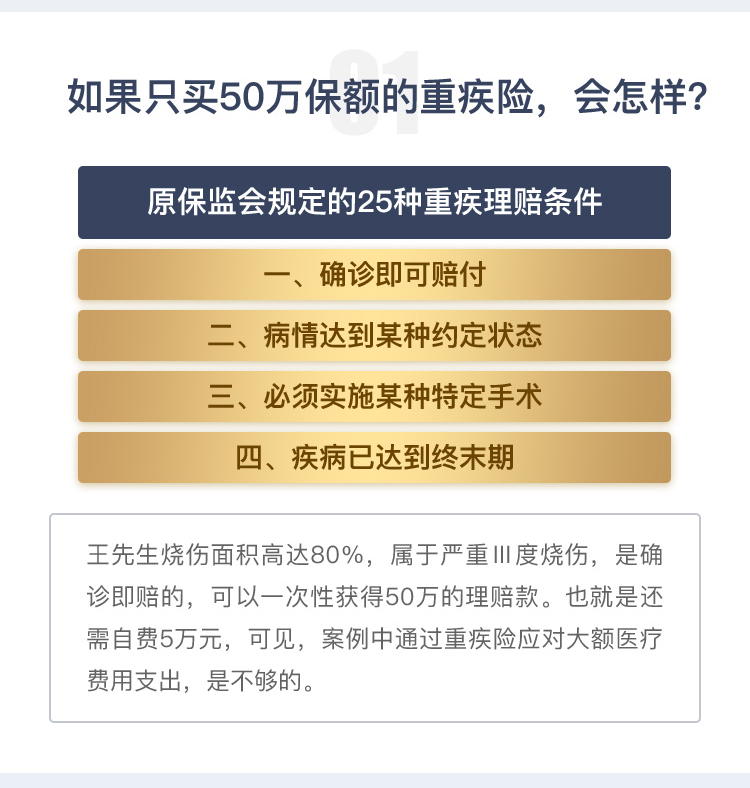 01
如果只买50万保额的重疾险，会怎样？
原保监会规定的25种重疾理赔条件
一、确诊即可赔付
二、病情达到某种约定状态
三、必须实施某种特定手术
四、疾病已达到终末期
王先生烧伤面积高达80%，属于严重Ⅲ度烧伤，是确
诊即赔的，可以一次性获得50万的理赔款。也就是还
需自费5万元，可见，案例中通过重疾险应对大额医疗
费用支出，是不够的。